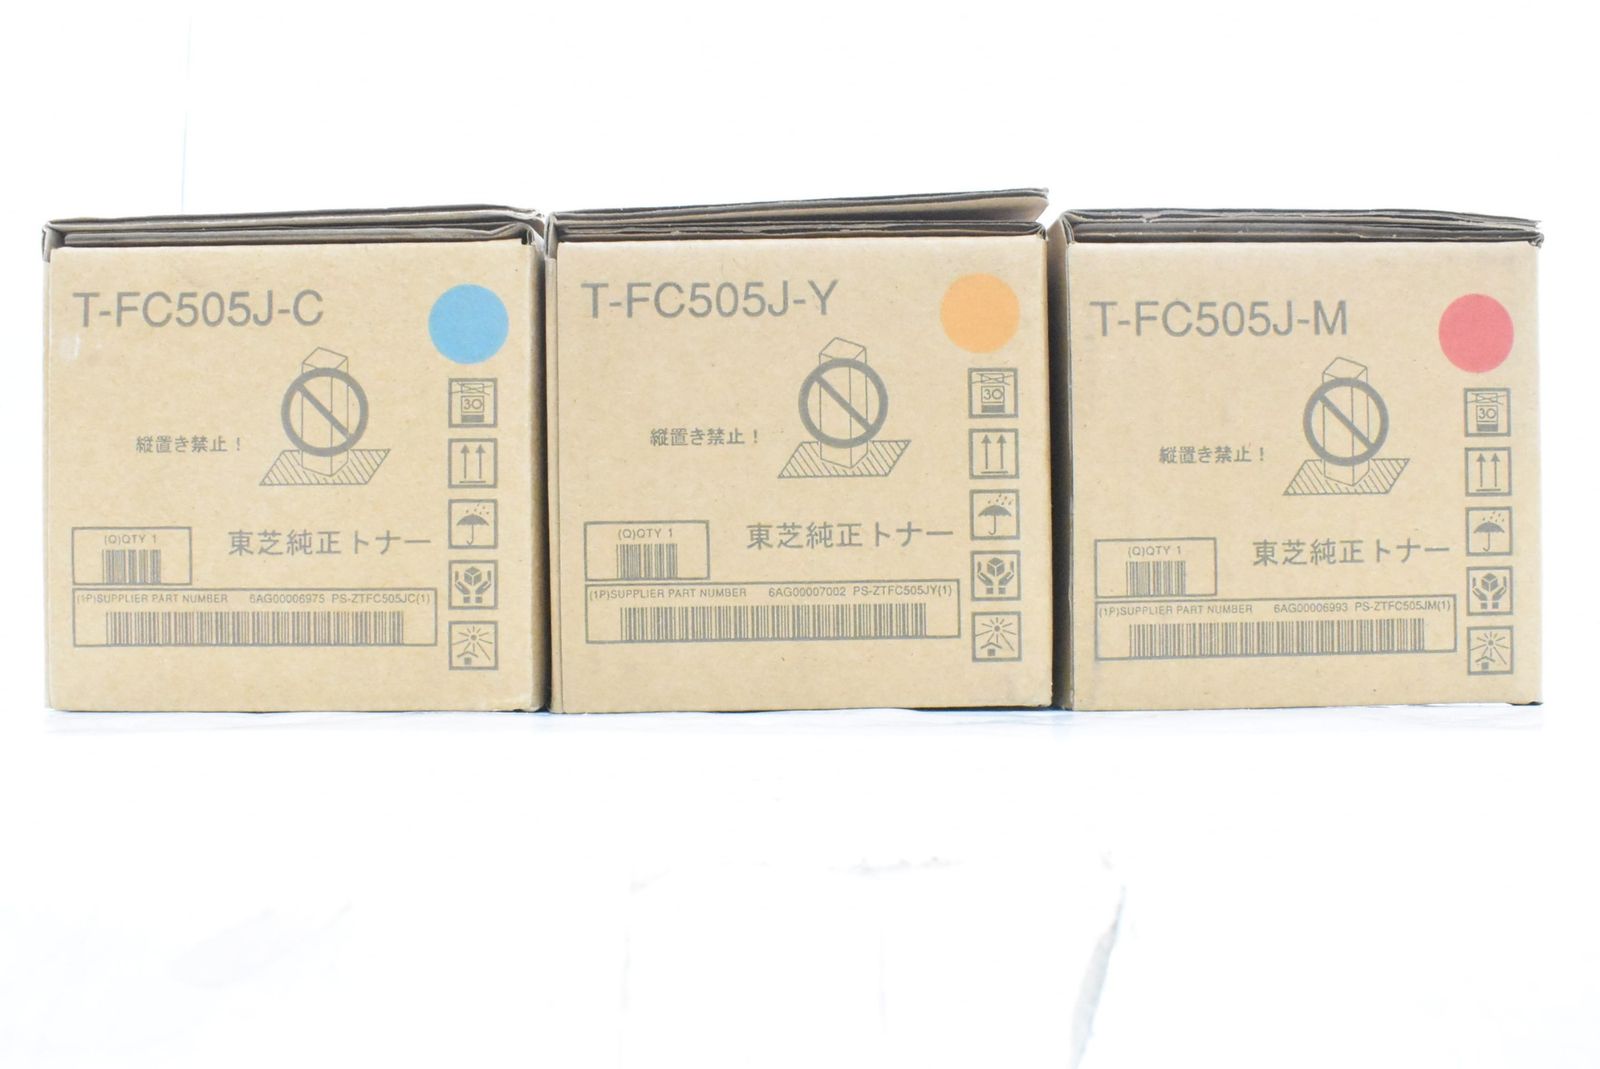 T-FC505J-C
30
縦置き禁止！
(Q)QTY 1
東芝純正トナー
(1P)SUPPLIER PART NUMBER 6AG00006975 PS-ZTFC505JC(1)
T-FC505J-Y
30
縦置き禁止！
(Q)QTY 1
東芝純正トナー
(1P)SUPPLIER PART NUMBER 6AG00007002 PS-ZTFC505JY(1)
T-FC505J-M
30
縦置き禁止！
(Q)QTY 1
東芝純正トナー
(1P)SUPPLIER PART NUMBER 6AG00006993 PS-ZTFC505JM(1)